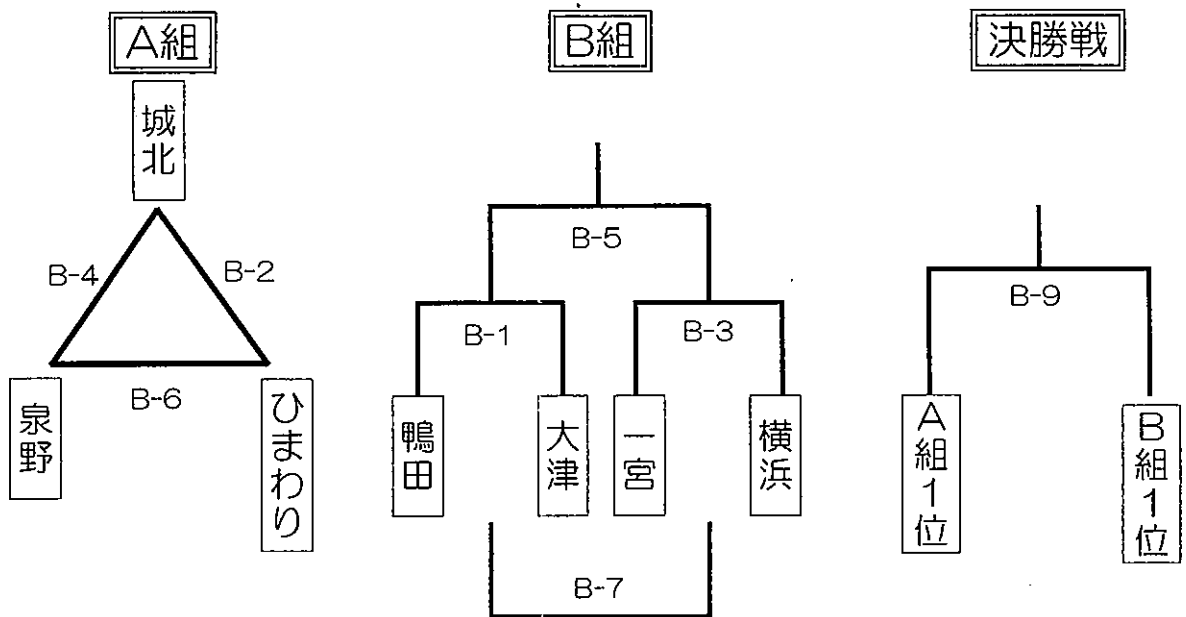 A組
城北
B-4
B-2
B-6
泉野
ひまわり
B組
B-5
B-1
B-3
鴨田
大津
一宮
横浜
B-7
決勝戦
B-9
A組1位
B組1位